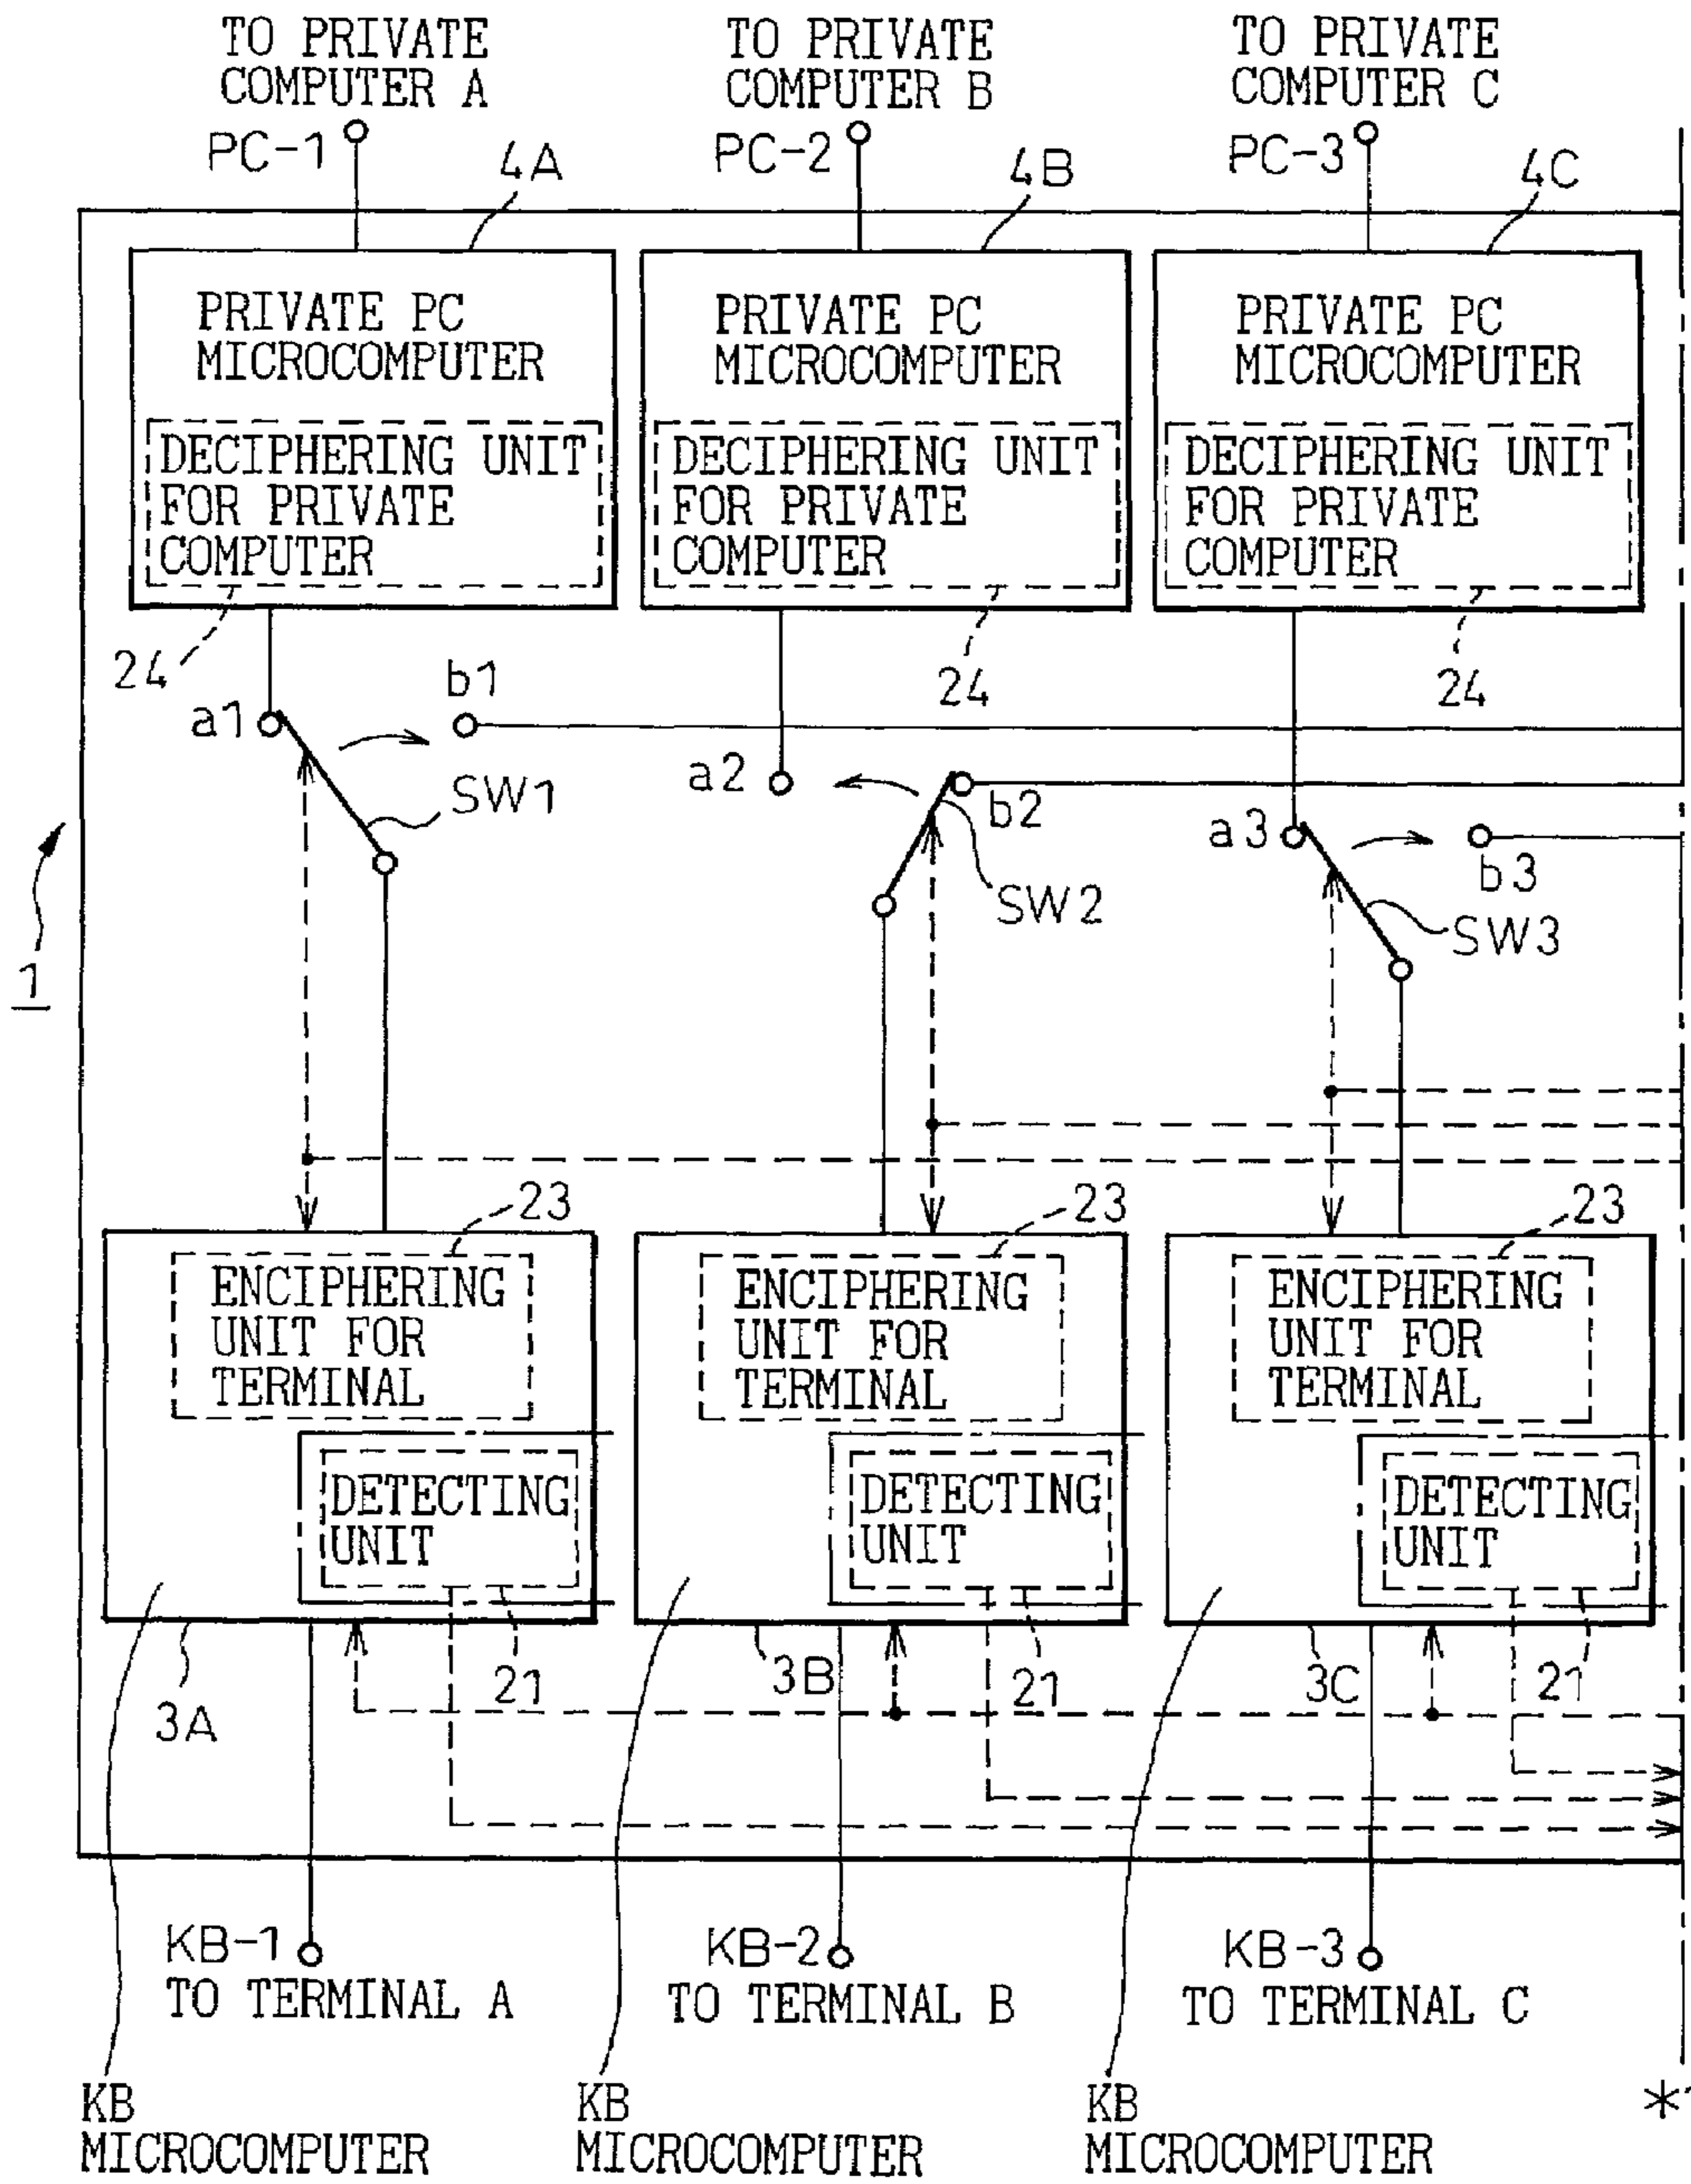 TO PRIVATE
COMPUTER A
TO PRIVATE
COMPUTER B
TO PRIVATE
COMPUTER C
PC-1
PC-2
PC-3
4A
4B
4C
PRIVATE PC
MICROCOMPUTER
PRIVATE PC
MICROCOMPUTER
PRIVATE PC
MICROCOMPUTER
DECIPHERING UNIT
FOR PRIVATE
COMPUTER
DECIPHERING UNIT
FOR PRIVATE
COMPUTER
DECIPHERING UNIT
FOR PRIVATE
COMPUTER
24
24
24
a1
b1
SW1
a2
b2
SW2
a3
b3
SW3
1
23
23
23
ENCIPHERING
UNIT FOR
TERMINAL
ENCIPHERING
UNIT FOR
TERMINAL
ENCIPHERING
UNIT FOR
TERMINAL
DETECTING
UNIT
DETECTING
UNIT
DETECTING
UNIT
3A
21
3B
21
3C
21
KB-1
TO TERMINAL A
KB-2
TO TERMINAL B
KB-3
TO TERMINAL C
KB
MICROCOMPUTER
KB
MICROCOMPUTER
KB
MICROCOMPUTER
*